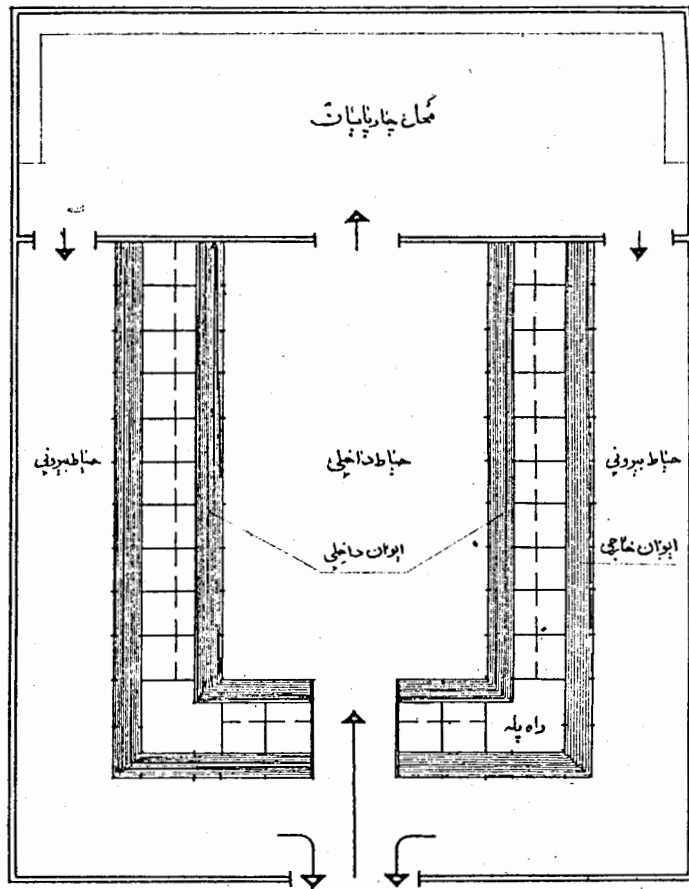 محل چارپایان
حیاط بیرونی
حیاط داخلی
حیاط بیرونی
ایوان داخلی
ایوان خارجی
راه پله